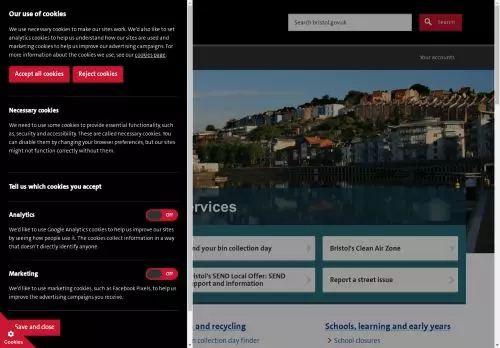 Our use of cookies
We use necessary cookies to make our sites work. We'd also like to set
analytics cookies to help us understand how our sites are used and
marketing cookies to help us improve our advertising campaigns. For
more information about the cookies we use, see our cookies page.
Accept all cookies
Reject cookies
Necessary cookies
We need to use some cookies to provide essential functionality, such
as, security and accessibility. These are called necessary cookies. You
can disable them by changing your browser preferences, but our sites
might not function correctly without them.
Tell us which cookies you accept
Analytics
Off
We'd like to use Google Analytics cookies to help us improve our sites
by seeing how people use it. The cookies collect information in a way
that doesn't directly identify anyone.
Marketing
Off
We'd like to use marketing cookies, such as Facebook Pixels, to help us
improve the advertising campaigns you receive.
Save and close
Cookies
Search bristol.gov.uk
Search
Your accounts
ervices
nd your bin collection day
Bristol's Clean Air Zone
istol's SEND Local Offer: SEND
pport and information
Report a street issue
and recycling
Schools, learning and early years
n collection day finder
School closures